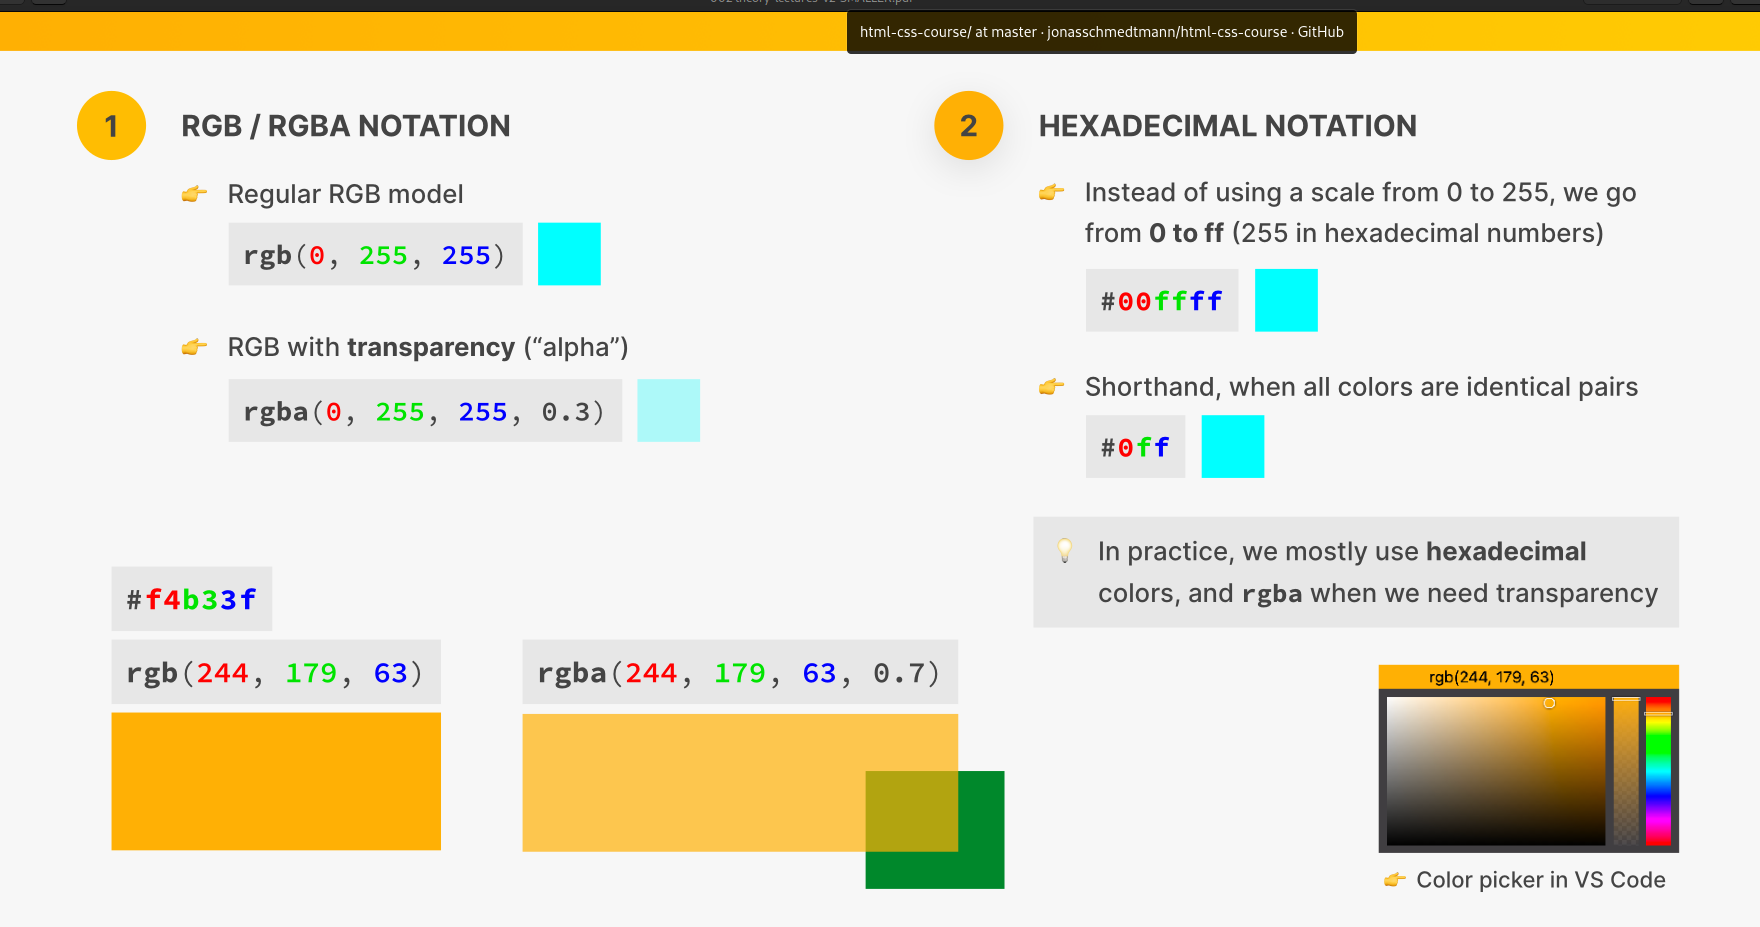 html-css-course/ at master · jonasschmedtmann/html-css-course · GitHub
1 RGB / RGBA NOTATION
👉 Regular RGB model
rgb(0, 255, 255)
👉 RGB with transparency (“alpha”)
rgba(0, 255, 255, 0.3)
#f4b33f
rgb(244, 179, 63)
rgba(244, 179, 63, 0.7)
2 HEXADECIMAL NOTATION
👉 Instead of using a scale from 0 to 255, we go
from 0 to ff (255 in hexadecimal numbers)
#00ffff
👉 Shorthand, when all colors are identical pairs
#0ff
💡 In practice, we mostly use hexadecimal
colors, and rgba when we need transparency
rgb(244, 179, 63)
👉 Color picker in VS Code